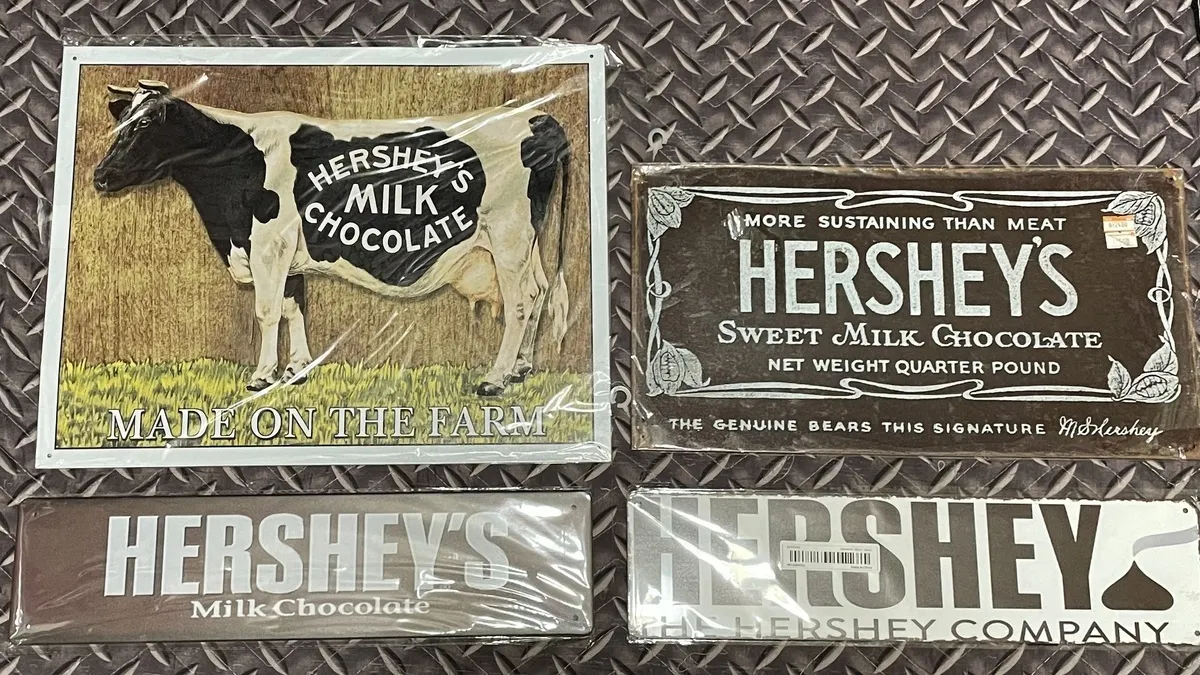 HERSHEY'S
MILK
CHOCOLATE
MADE ON THE FARM
MORE SUSTAINING THAN MEAT
HERSHEY'S
SWEET MILK CHOCOLATE
NET WEIGHT QUARTER POUND
THE GENUINE BEARS THIS SIGNATURE M.S. Hershey
HERSHEY'S
Milk Chocolate
HERSHEY
THE HERSHEY COMPANY